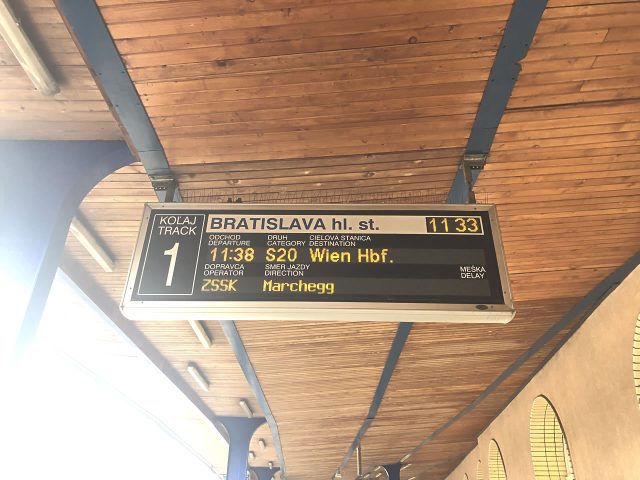 KOĽAJ
TRACK
1
BRATISLAVA hl. st. 11 33
ODCHOD DRUH CIEĽOVÁ STANICA
DEPARTURE CATEGORY DESTINATION
11:38 S20 Wien Hbf.
DOPRAVCA SMER JAZDY MEŠKÁ
OPERATOR DIRECTION DELAY
ZSSK Marchegg